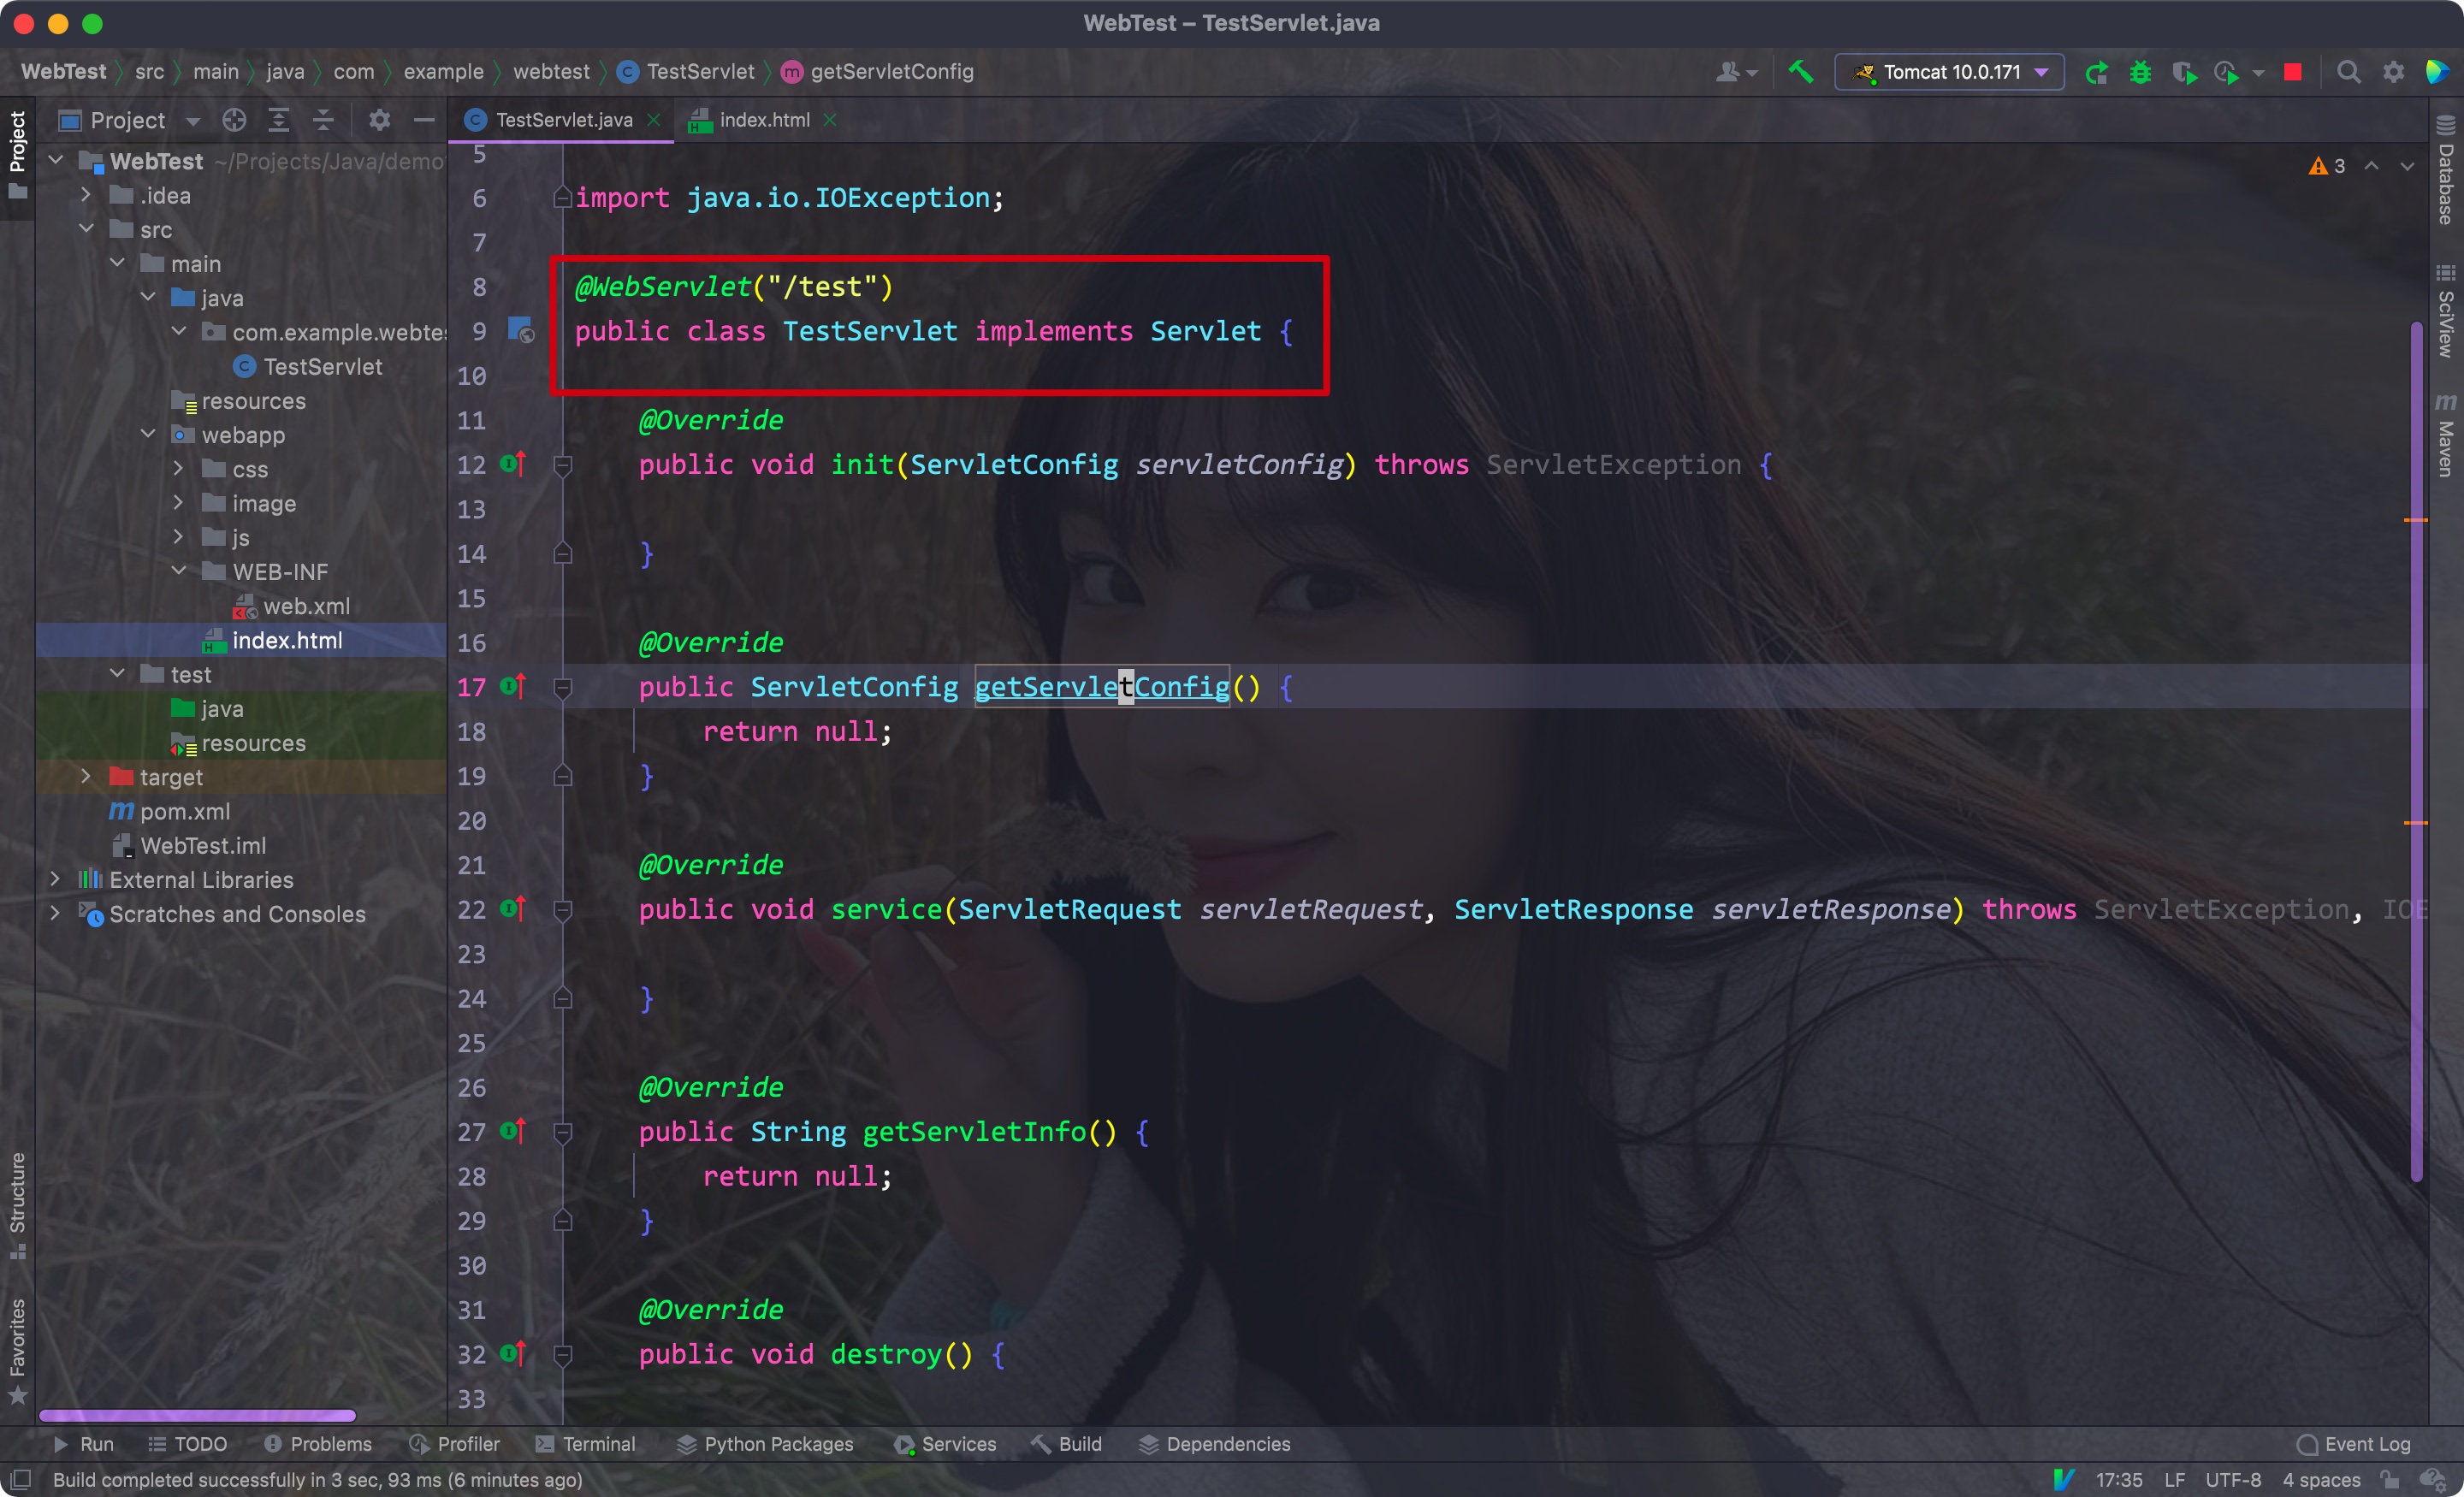 WebTest – TestServlet.java
WebTest src main java com example webtest TestServlet getServletConfig
Tomcat 10.0.171
Project
Project
TestServlet.java
index.html
WebTest ~/Projects/Java/demo
.idea
src
main
java
com.example.webtes
TestServlet
resources
webapp
css
image
js
WEB-INF
web.xml
index.html
test
java
resources
target
pom.xml
WebTest.iml
External Libraries
Scratches and Consoles
Structure
Favorites
3
5
6 import java.io.IOException;
7
8 @WebServlet("/test")
9 public class TestServlet implements Servlet {
10
11 @Override
12 public void init(ServletConfig servletConfig) throws ServletException {
13
14 }
15
16 @Override
17 public ServletConfig getServletConfig() {
18 return null;
19 }
20
21 @Override
22 public void service(ServletRequest servletRequest, ServletResponse servletResponse) throws ServletException, IOE
23
24 }
25
26 @Override
27 public String getServletInfo() {
28 return null;
29 }
30
31 @Override
32 public void destroy() {
33
Database
SciView
Maven
Run TODO Problems Profiler Terminal Python Packages Services Build Dependencies Event Log
Build completed successfully in 3 sec, 93 ms (6 minutes ago) 17:35 LF UTF-8 4 spaces